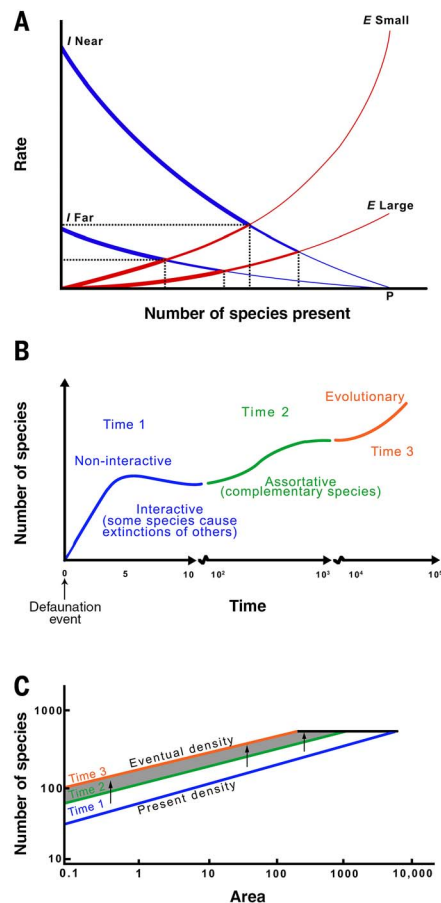 A
I Near
E Small
Rate
I Far
E Large
P
Number of species present
B
Evolutionary
Time 1
Time 2
Time 3
Number of species
Non-interactive
Assortative
(complementary species)
Interactive
(some species cause
extinctions of others)
0
5
10
10²
10³
10⁴
10⁵
Defaunation
event
Time
C
Number of species
1000
Time 3
Eventual density
100
Time 2
Time 1
Present density
10
0.1
1
10
100
1000
10,000
Area